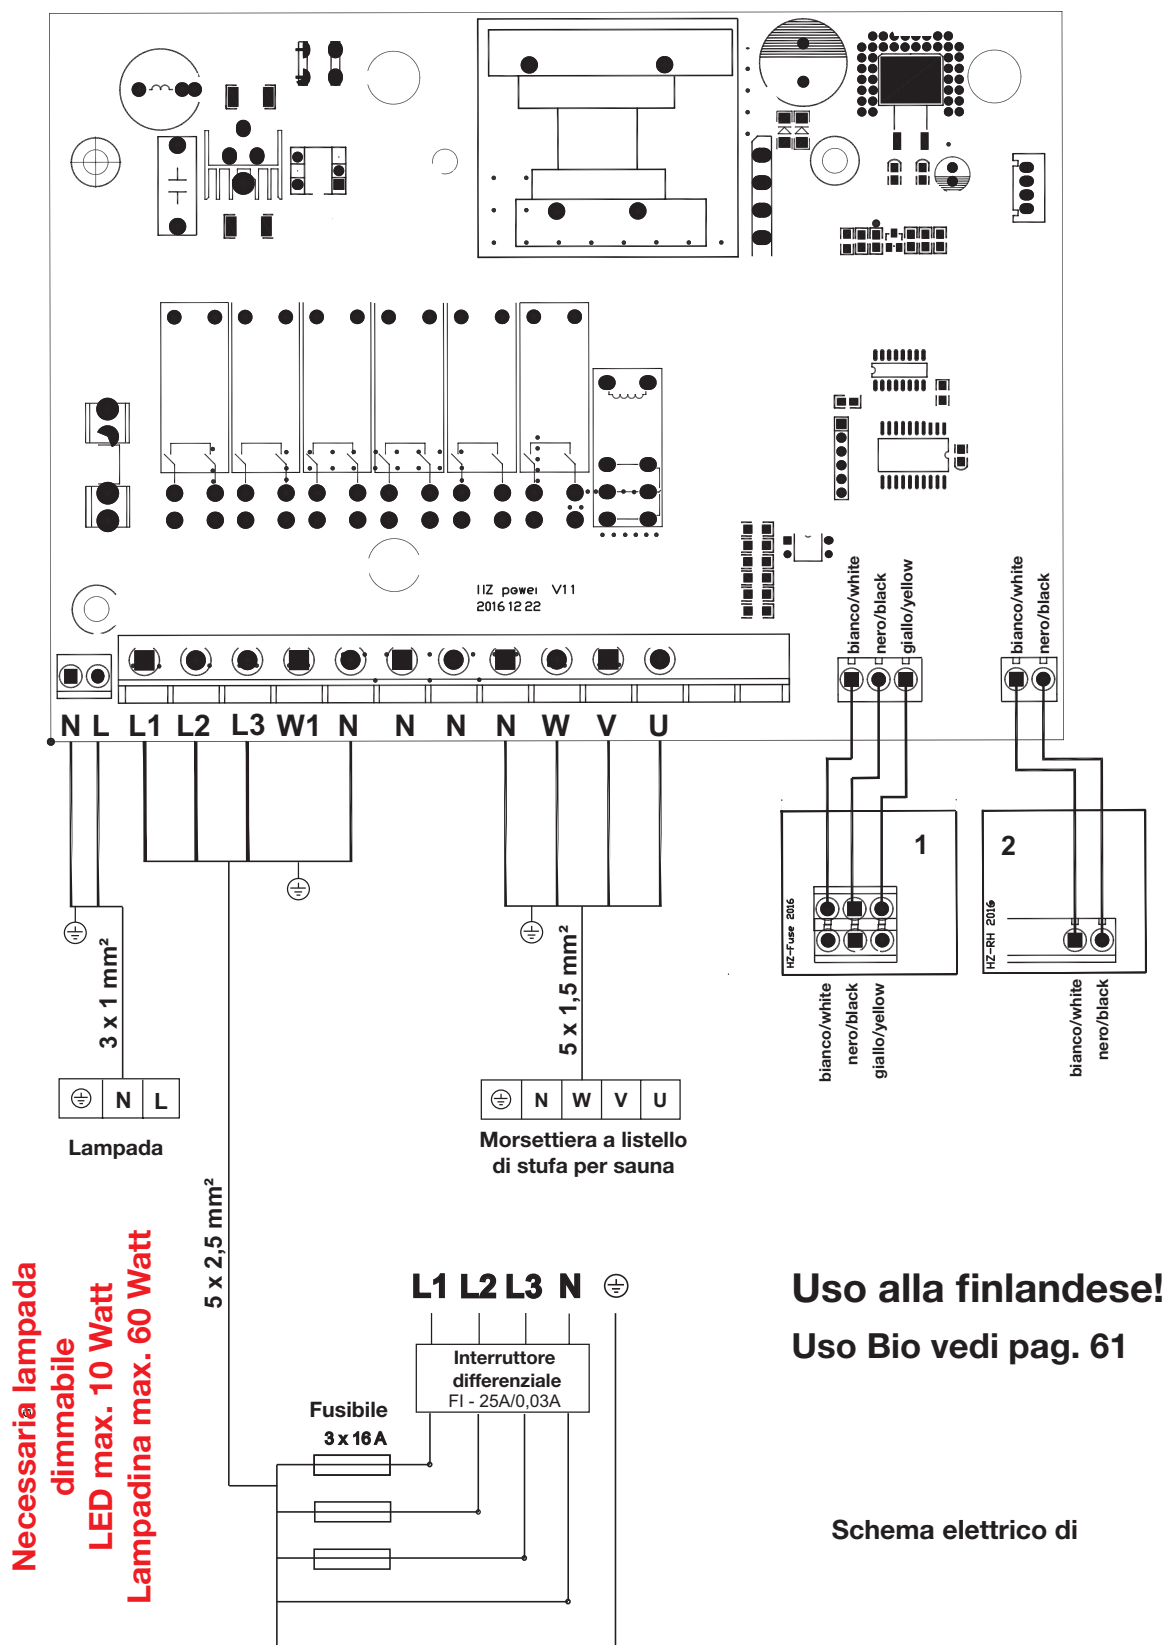 HZ power V11
2016 12 22
bianco/white
nero/black
giallo/yellow
bianco/white
nero/black
N L L1 L2 L3 W1 N N N N W V U
1
2
HZ-Fuse 2016
HZ-RH 2016
bianco/white
nero/black
giallo/yellow
bianco/white
nero/black
3 x 1 mm²
5 x 1,5 mm²
N L
Lampada
N W V U
Morsettiera a listello
di stufa per sauna
5 x 2,5 mm²
Necessaria lampada
dimmabile
LED max. 10 Watt
Lampadina max. 60 Watt
L1 L2 L3 N
Interruttore
differenziale
FI - 25A/0,03A
Fusibile
3 x 16 A
Uso alla finlandese!
Uso Bio vedi pag. 61
Schema elettrico di